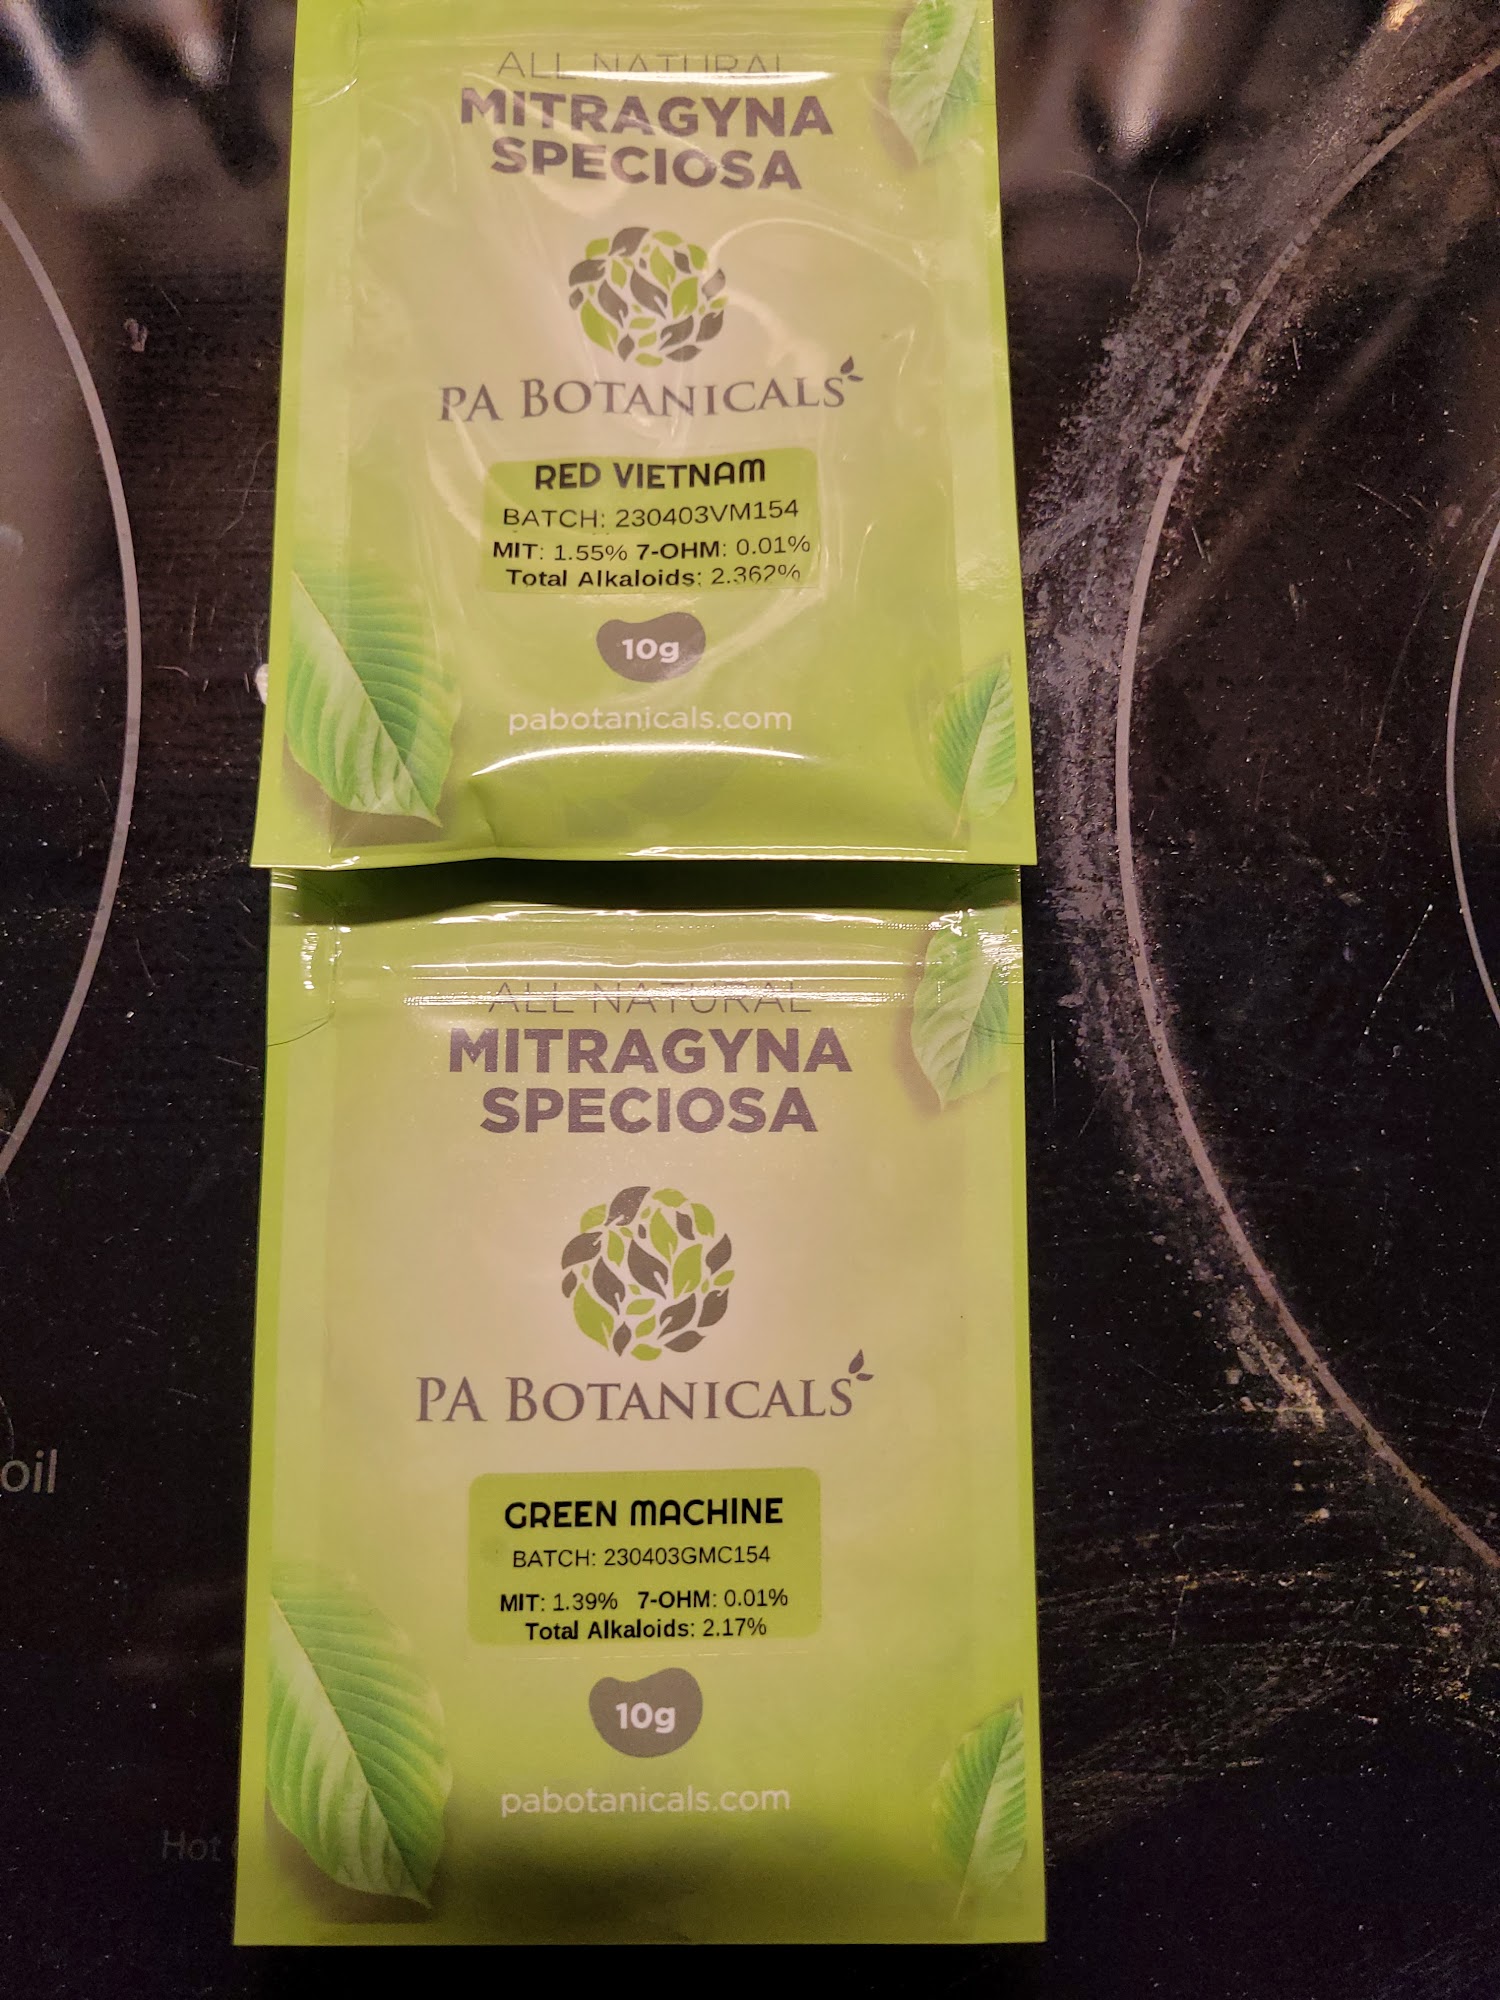 ALL NATURAL
MITRAGYNA
SPECIOSA
PA BOTANICALS
RED VIETNAM
BATCH: 230403VM154
MIT: 1.55% 7-OHM: 0.01%
Total Alkaloids: 2.362%
10g
pabotanicals.com
ALL NATURAL
MITRAGYNA
SPECIOSA
PA BOTANICALS
GREEN MACHINE
BATCH: 230403GMC154
MIT: 1.39% 7-OHM: 0.01%
Total Alkaloids: 2.17%
10g
pabotanicals.com
oil
Hot